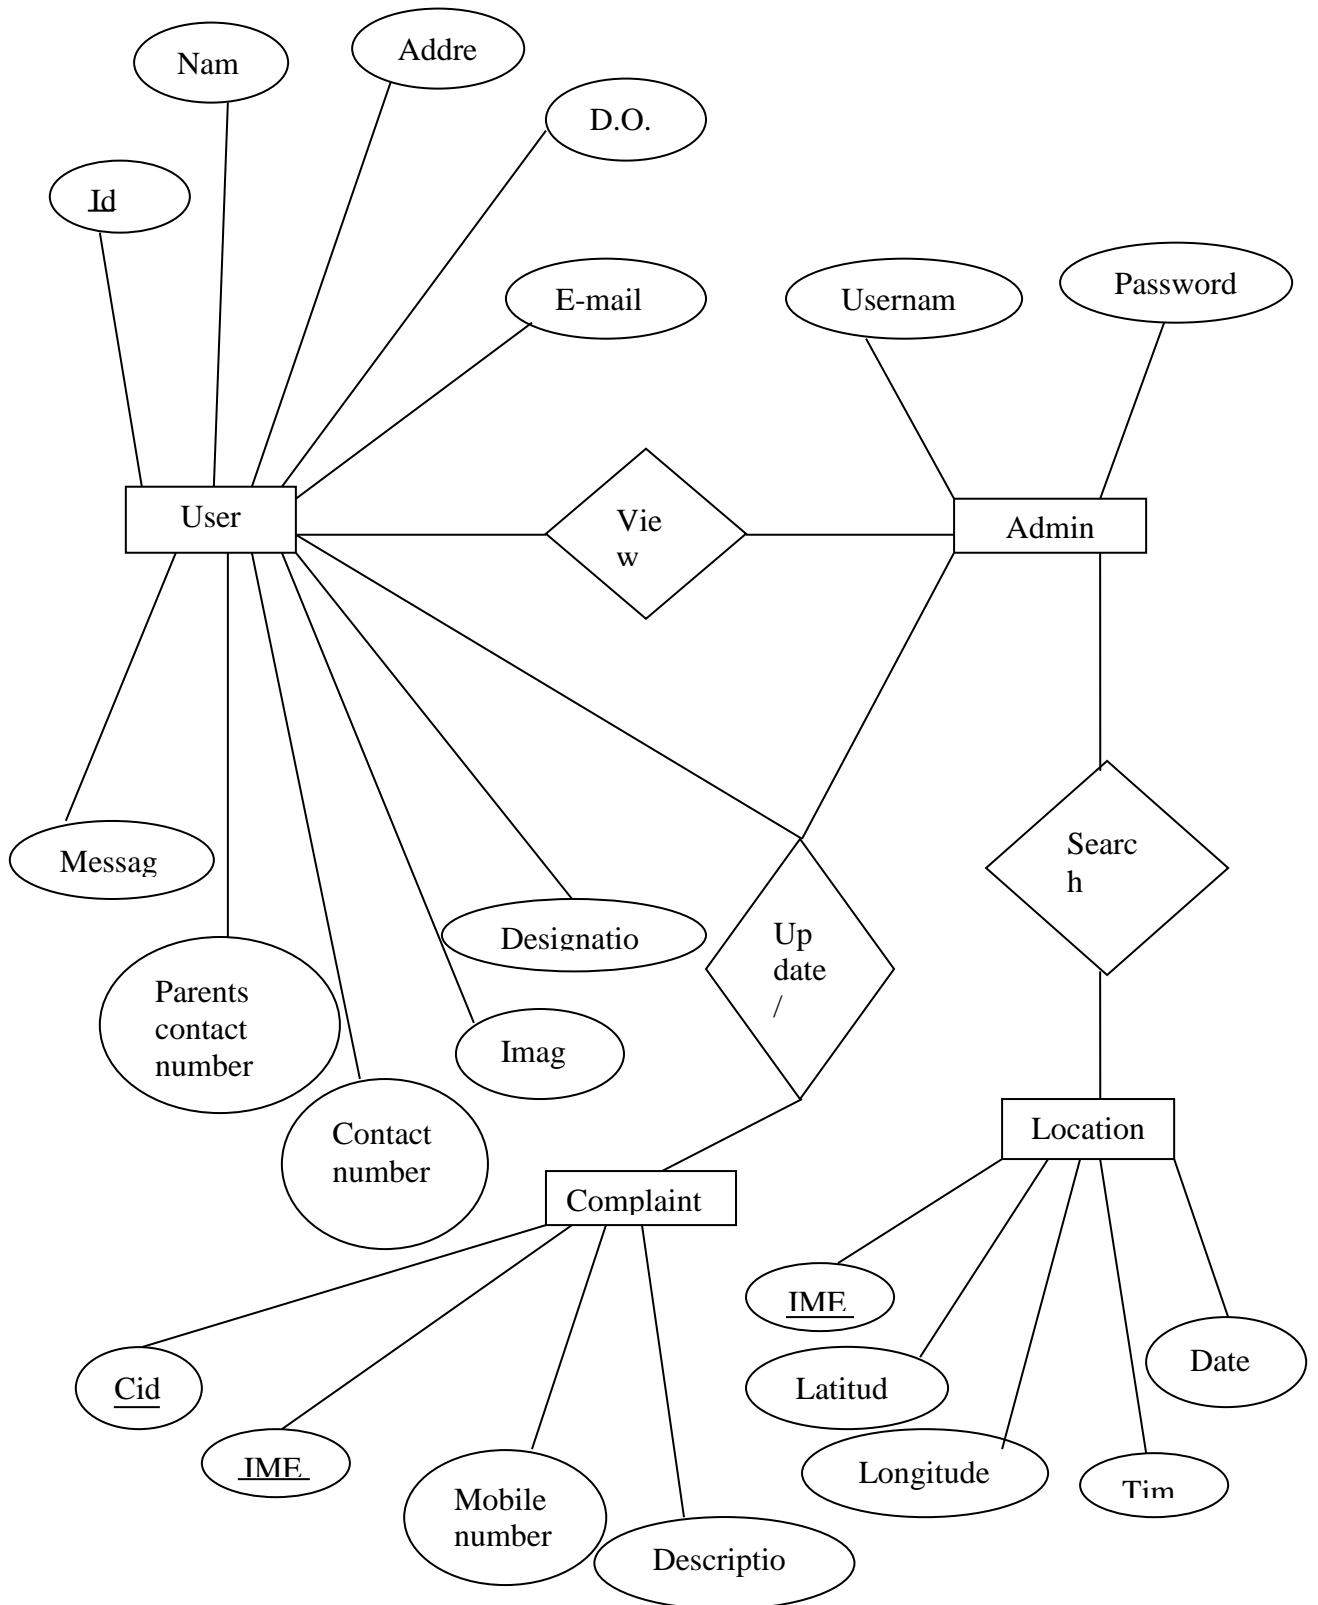 Nam
Addre
D.O.
Id
E-mail
Usernam
Password
User
Vie
w
Admin
Messag
Designatio
Up
date
/
Searc
h
Parents
contact
number
Imag
Contact
number
Location
Complaint
IME
Date
Cid
Latitud
IME
Longitude
Tim
Mobile
number
Descriptio